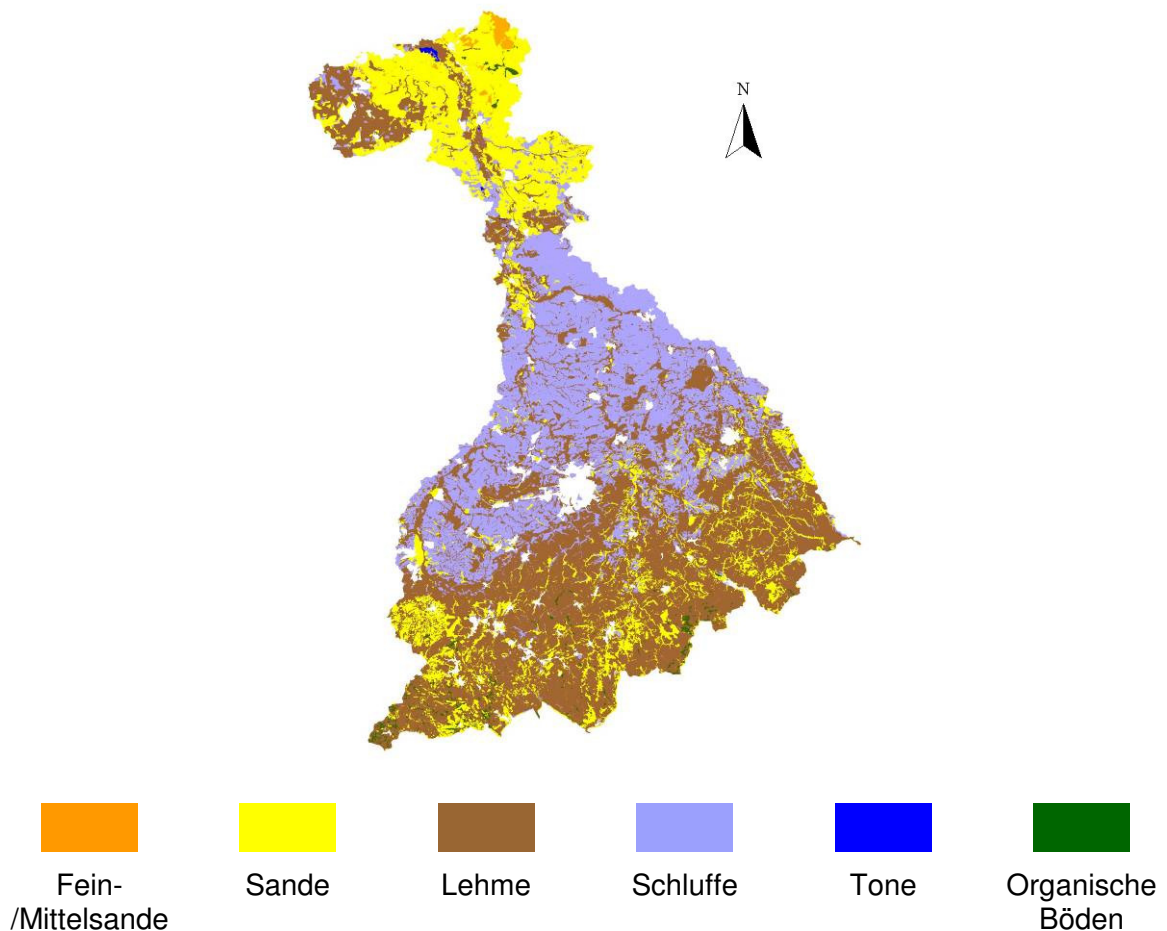 N
Fein-
/Mittelsande
Sande
Lehme
Schluffe
Tone
Organische
Böden